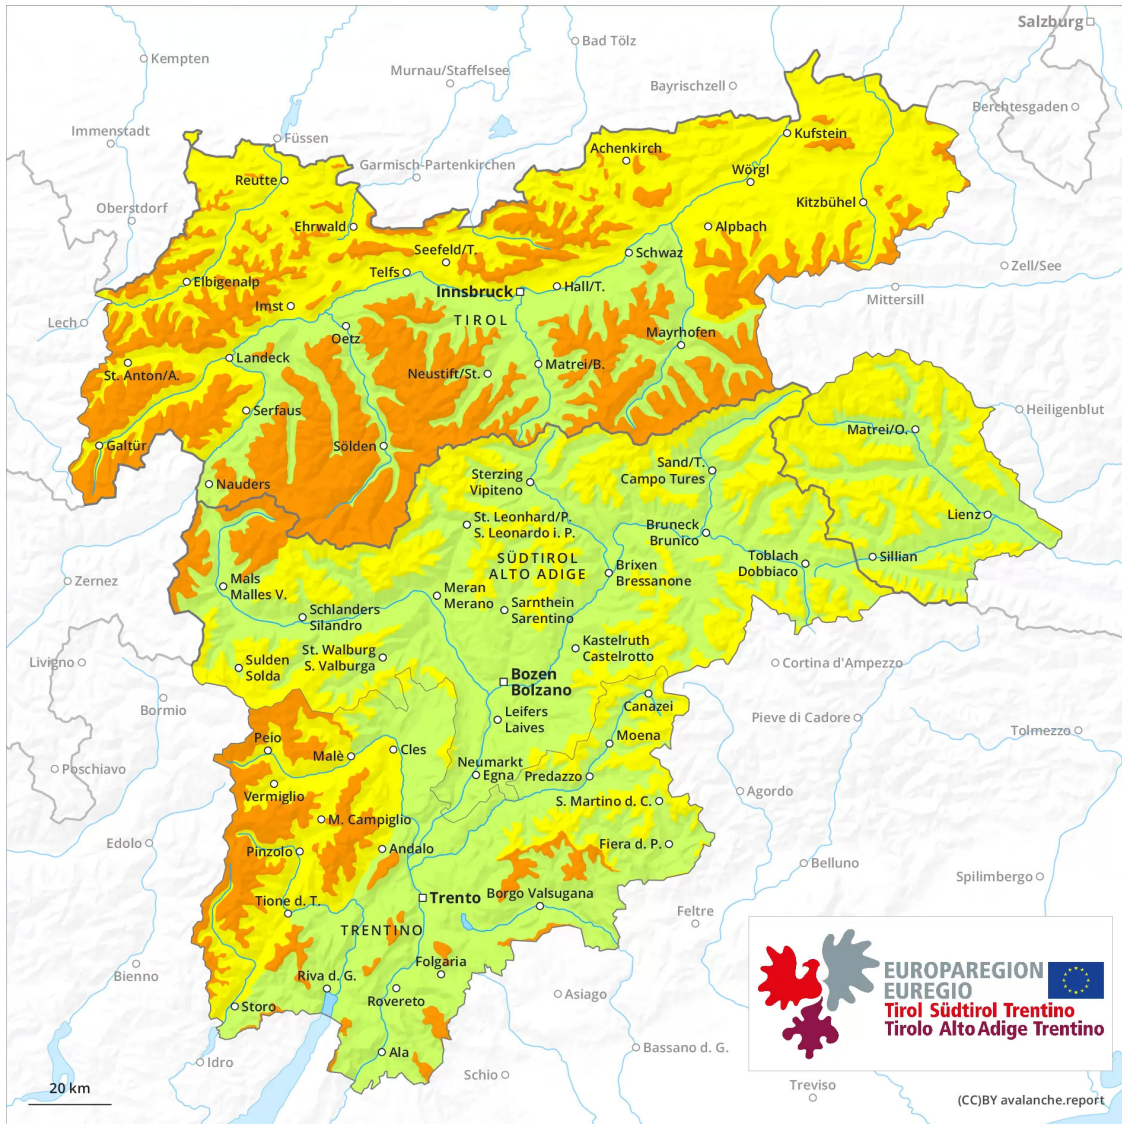 Salzburg
Bad Tölz
Kempten
Murnau/Staffelsee
Bayrischzell
Berchtesgaden
Immenstadt
Füssen
Kufstein
Achenkirch
Garmisch-Partenkirchen
Wörgl
Reutte
Oberstdorf
Kitzbühel
Ehrwald
Alpbach
Seefeld/T.
Schwaz
Telfs
Zell/See
Elbigenalp
Innsbruck
Hall/T.
Mittersill
Imst
TIROL
Lech
Oetz
Mayrhofen
Landeck
Matrei/B.
St. Anton/A.
Neustift/St.
Serfaus
Heiligenblut
Matrei/O.
Galtür
Sölden
Sand/T.
Campo Tures
Sterzing
Vipiteno
Nauders
St. Leonhard/P.
S. Leonardo i. P.
Lienz
Bruneck
Brunico
SÜDTIROL
ALTO ADIGE
Toblach
Dobbiaco
Sillian
Brixen
Bressanone
Zernez
Mals
Malles V.
Meran
Merano
Sarnthein
Sarentino
Schlanders
Silandro
Kastelruth
Castelrotto
St. Walburg
S. Valburga
Livigno
Sulden
Solda
Cortina d'Ampezzo
Bozen
Bolzano
Bormio
Canazei
Leifers
Laives
Pieve di Cadore
Tolmezzo
Peio
Moena
Malè
Cles
Poschiavo
Neumarkt
Egna
Predazzo
Vermiglio
Agordo
S. Martino d. C.
M. Campiglio
Edolo
Pinzolo
Andalo
Fiera d. P.
Belluno
Spilimbergo
Trento
Borgo Valsugana
Tione d. T.
Feltre
TRENTINO
Folgaria
Bienno
Riva d. G.
Rovereto
Asiago
Storo
Bassano d. G.
Ala
Idro
Schio
Treviso
EUROPAREGION
EUREGIO
Tirol Südtirol Trentino
Tirolo Alto Adige Trentino
20 km
(CC)BY avalanche.report